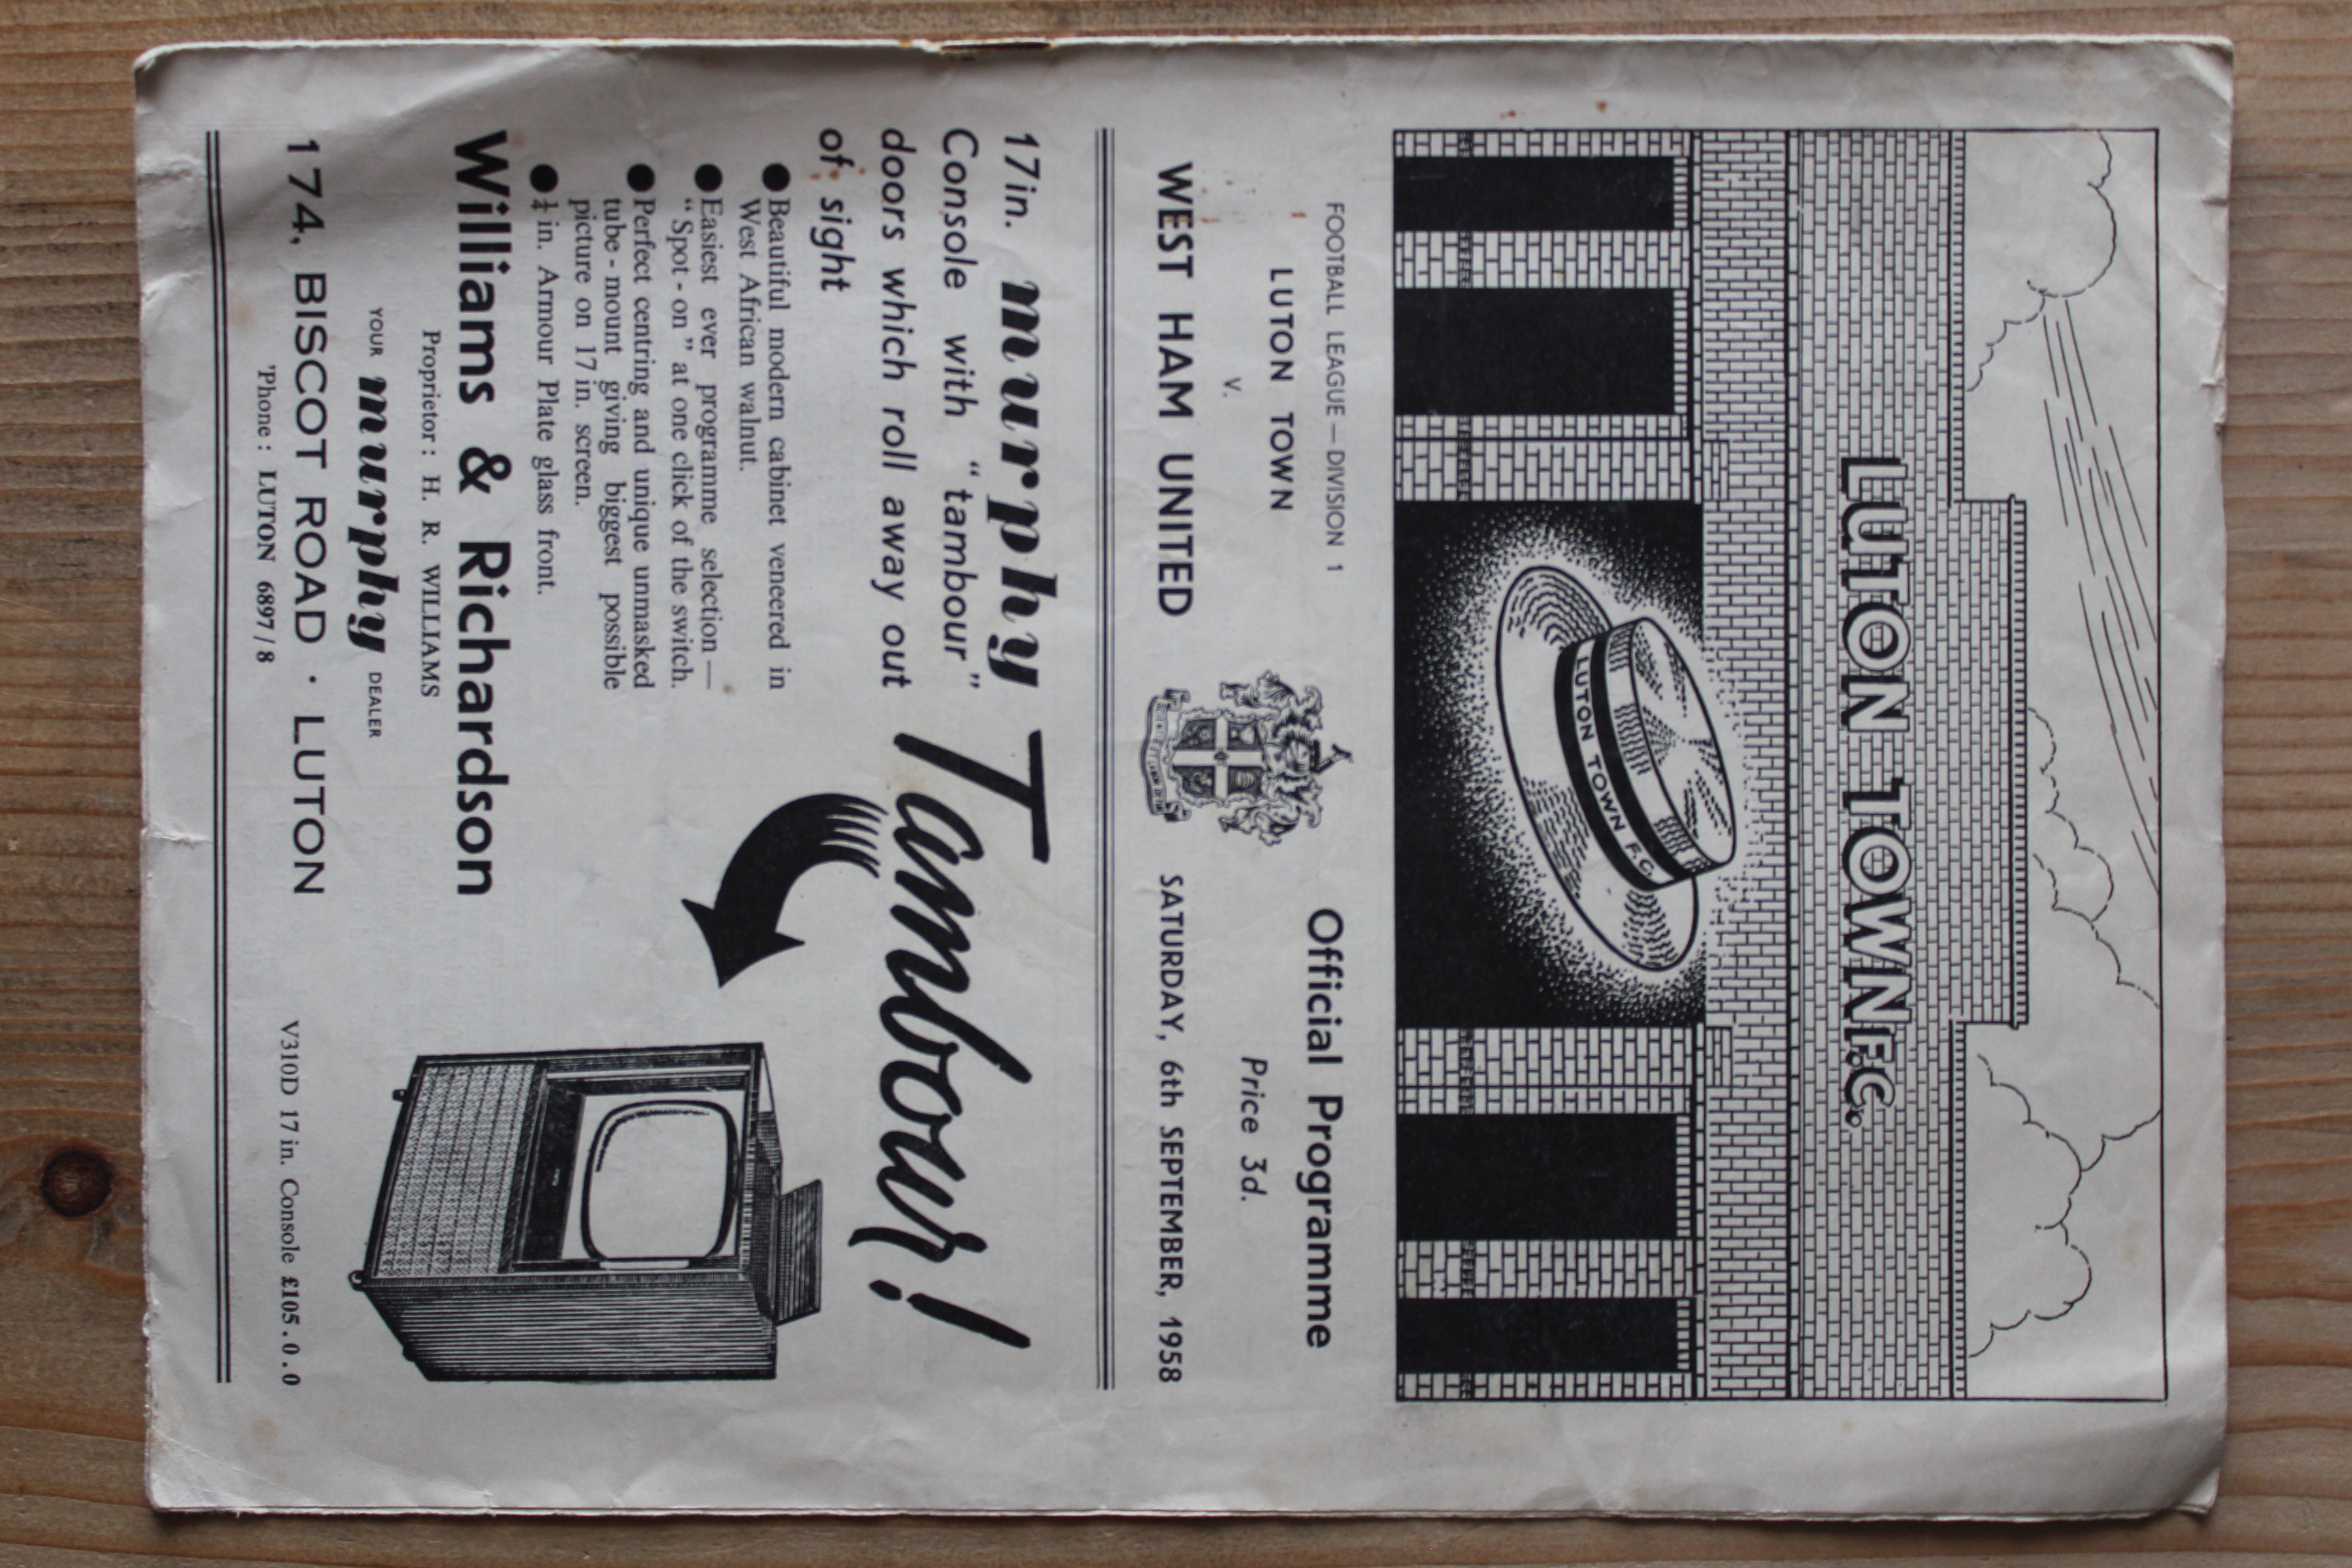 LUTON TOWN F.C.
LUTON TOWN F.C.
FOOTBALL LEAGUE — DIVISION 1
LUTON TOWN
v.
WEST HAM UNITED
Official Programme
Price 3d.
SATURDAY, 6th SEPTEMBER, 1958
17in. murphy
Console with "tambour"
doors which roll away out
of sight
Tambour!
● Beautiful modern cabinet veneered in
West African walnut.
● Easiest ever programme selection —
"Spot-on" at one click of the switch.
● Perfect centring and unique unmasked
tube-mount giving biggest possible
picture on 17 in. screen.
● ¼ in. Armour Plate glass front.
Williams & Richardson
Proprietor : H. R. WILLIAMS
YOUR murphy DEALER
174, BISCOT ROAD · LUTON
'Phone : LUTON 6897/8
V310D 17 in. Console £105.0.0